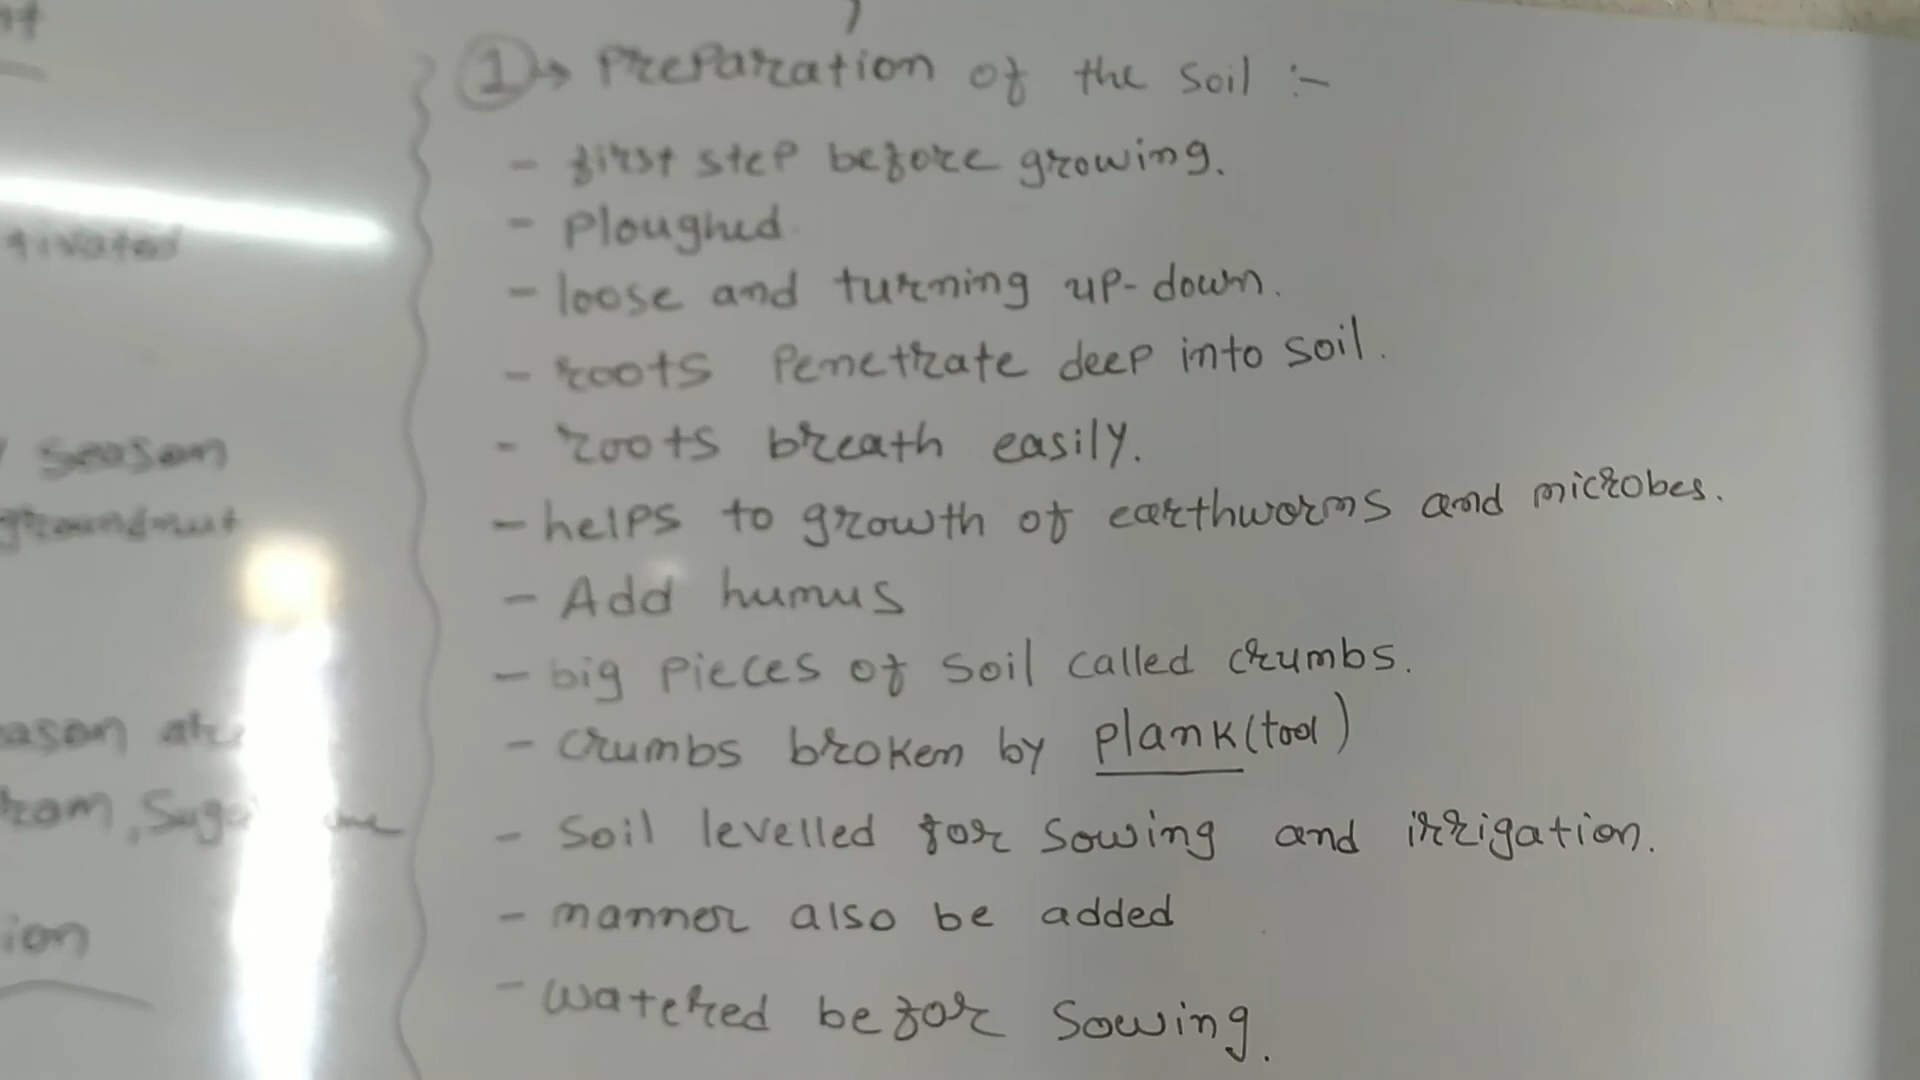 1 → Preparation of the soil :-
- first step before growing.
- Ploughed
- loose and turning up-down.
- roots Penetrate deep into soil.
- roots breath easily.
- helps to growth of earthworms and microbes.
- Add humus
- big pieces of soil called crumbs.
- crumbs broken by plank (tool)
- Soil levelled for sowing and irrigation.
- manner also be added
- watered befor sowing.
season
groundnut